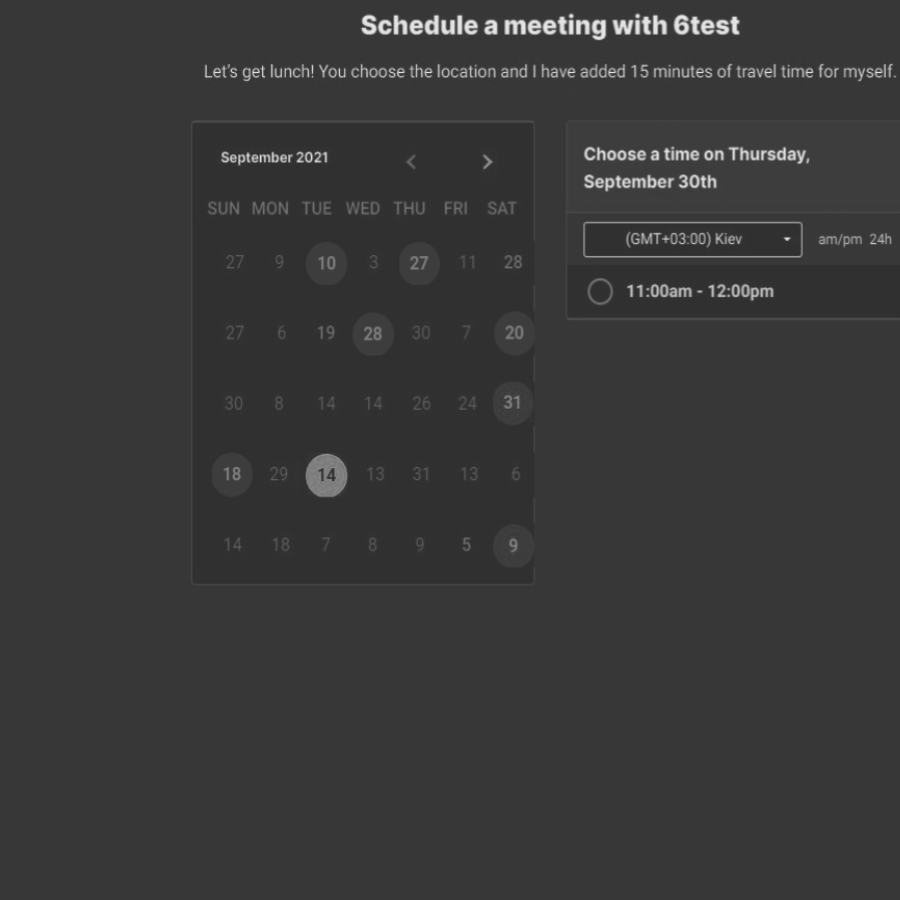 Schedule a meeting with 6test
Let's get lunch! You choose the location and I have added 15 minutes of travel time for myself.
September 2021
SUN MON TUE WED THU FRI SAT
27 9 10 3 27 11 28
27 6 19 28 30 7 20
30 8 14 14 26 24 31
18 29 14 13 31 13 6
14 18 7 8 9 5 9
Choose a time on Thursday,
September 30th
(GMT+03:00) Kiev am/pm 24h
11:00am - 12:00pm